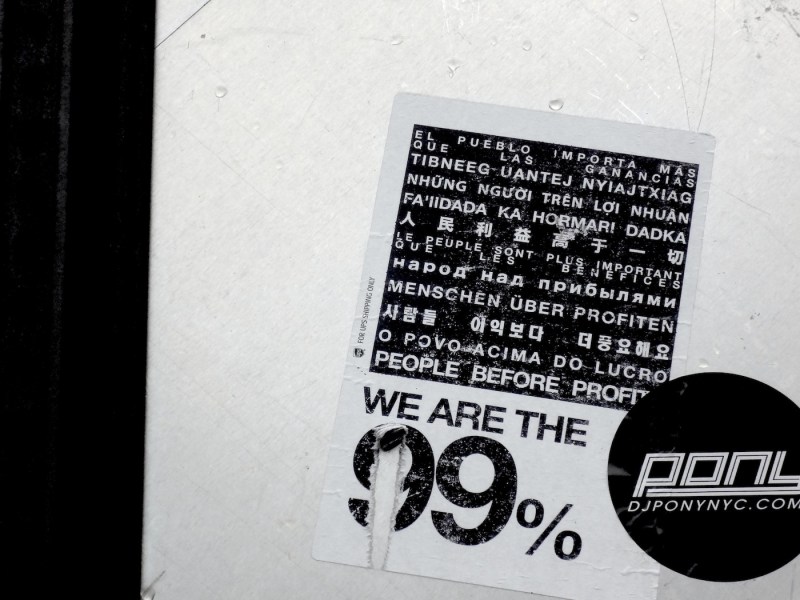 EL PUEBLO IMPORTA MÁS
QUE LAS GANANCIAS
TIBNEEG UANTEJ NYIAJTXIAG
NHỮNG NGƯỜI TRÊN LỢI NHUẬN
FA'IIDADA KA HORMARI DADKA
人民利益高于一切
LE PEUPLE SONT PLUS IMPORTANT
QUE LES BÉNÉFICES
народ над прибылями
MENSCHEN ÜBER PROFITEN
사람들 이익보다 더중요해요
O POVO ACIMA DO LUCRO
PEOPLE BEFORE PROFIT
WE ARE THE
99%
FOR UPS SHIPPING ONLY
PONY
DJPONYNYC.COM